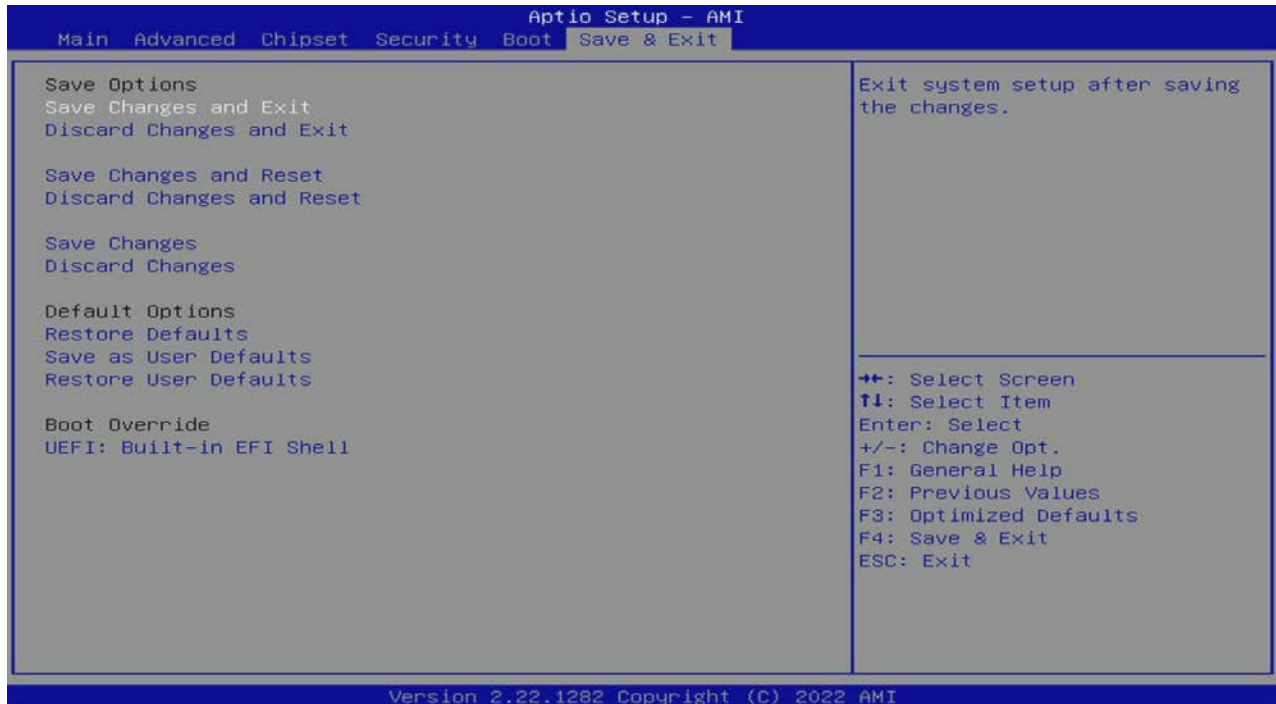 Aptio Setup – AMI
Main Advanced Chipset Security Boot Save & Exit
Save Options
Save Changes and Exit
Discard Changes and Exit
Save Changes and Reset
Discard Changes and Reset
Save Changes
Discard Changes
Default Options
Restore Defaults
Save as User Defaults
Restore User Defaults
Boot Override
UEFI: Built-in EFI Shell
Exit system setup after saving
the changes.
→←: Select Screen
↑↓: Select Item
Enter: Select
+/-: Change Opt.
F1: General Help
F2: Previous Values
F3: Optimized Defaults
F4: Save & Exit
ESC: Exit
Version 2.22.1282 Copyright (C) 2022 AMI